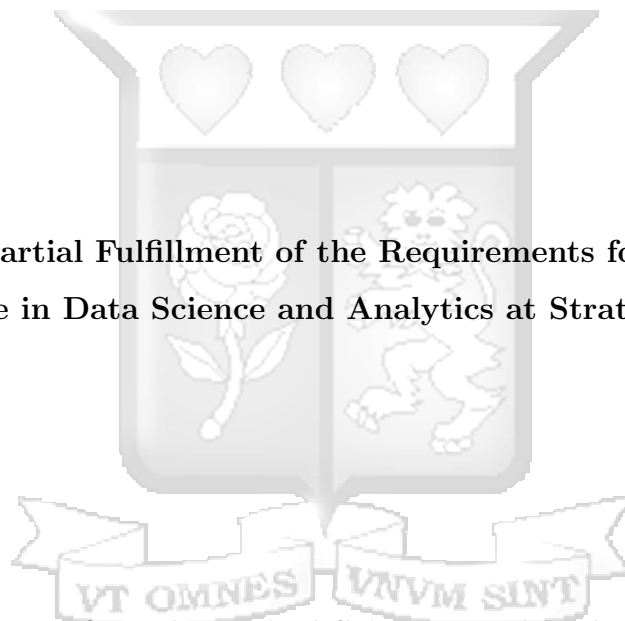 artial Fulfillment of the Requirements fo
e in Data Science and Analytics at Strat
VT OMNES VNVM SINT